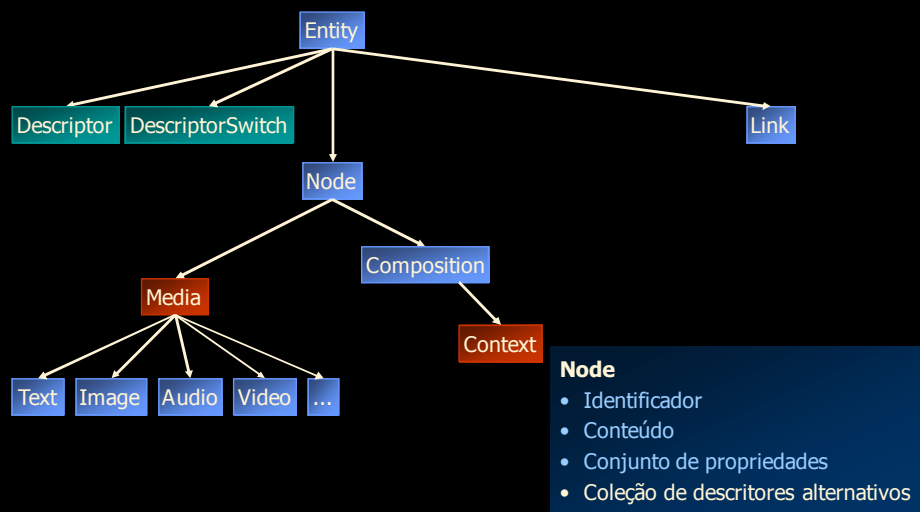 Entity
Descriptor
DescriptorSwitch
Link
Node
Composition
Media
Context
Text
Image
Audio
Video
...
Node
• Identificador
• Conteúdo
• Conjunto de propriedades
• Coleção de descritores alternativos